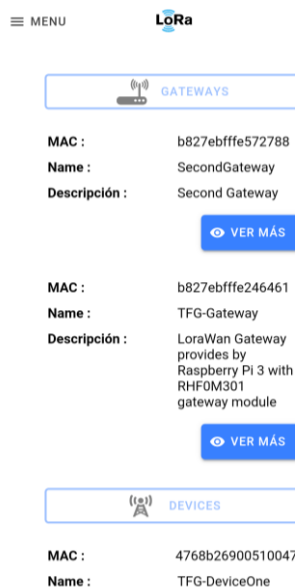 MENU
LoRa
GATEWAYS
MAC : b827ebfffe572788
Name : SecondGateway
Descripción : Second Gateway
VER MÁS
MAC : b827ebfffe246461
Name : TFG-Gateway
Descripción : LoraWan Gateway
provides by
Raspberry Pi 3 with
RHF0M301
gateway module
VER MÁS
DEVICES
MAC : 4768b26900510047
Name : TFG-DeviceOne